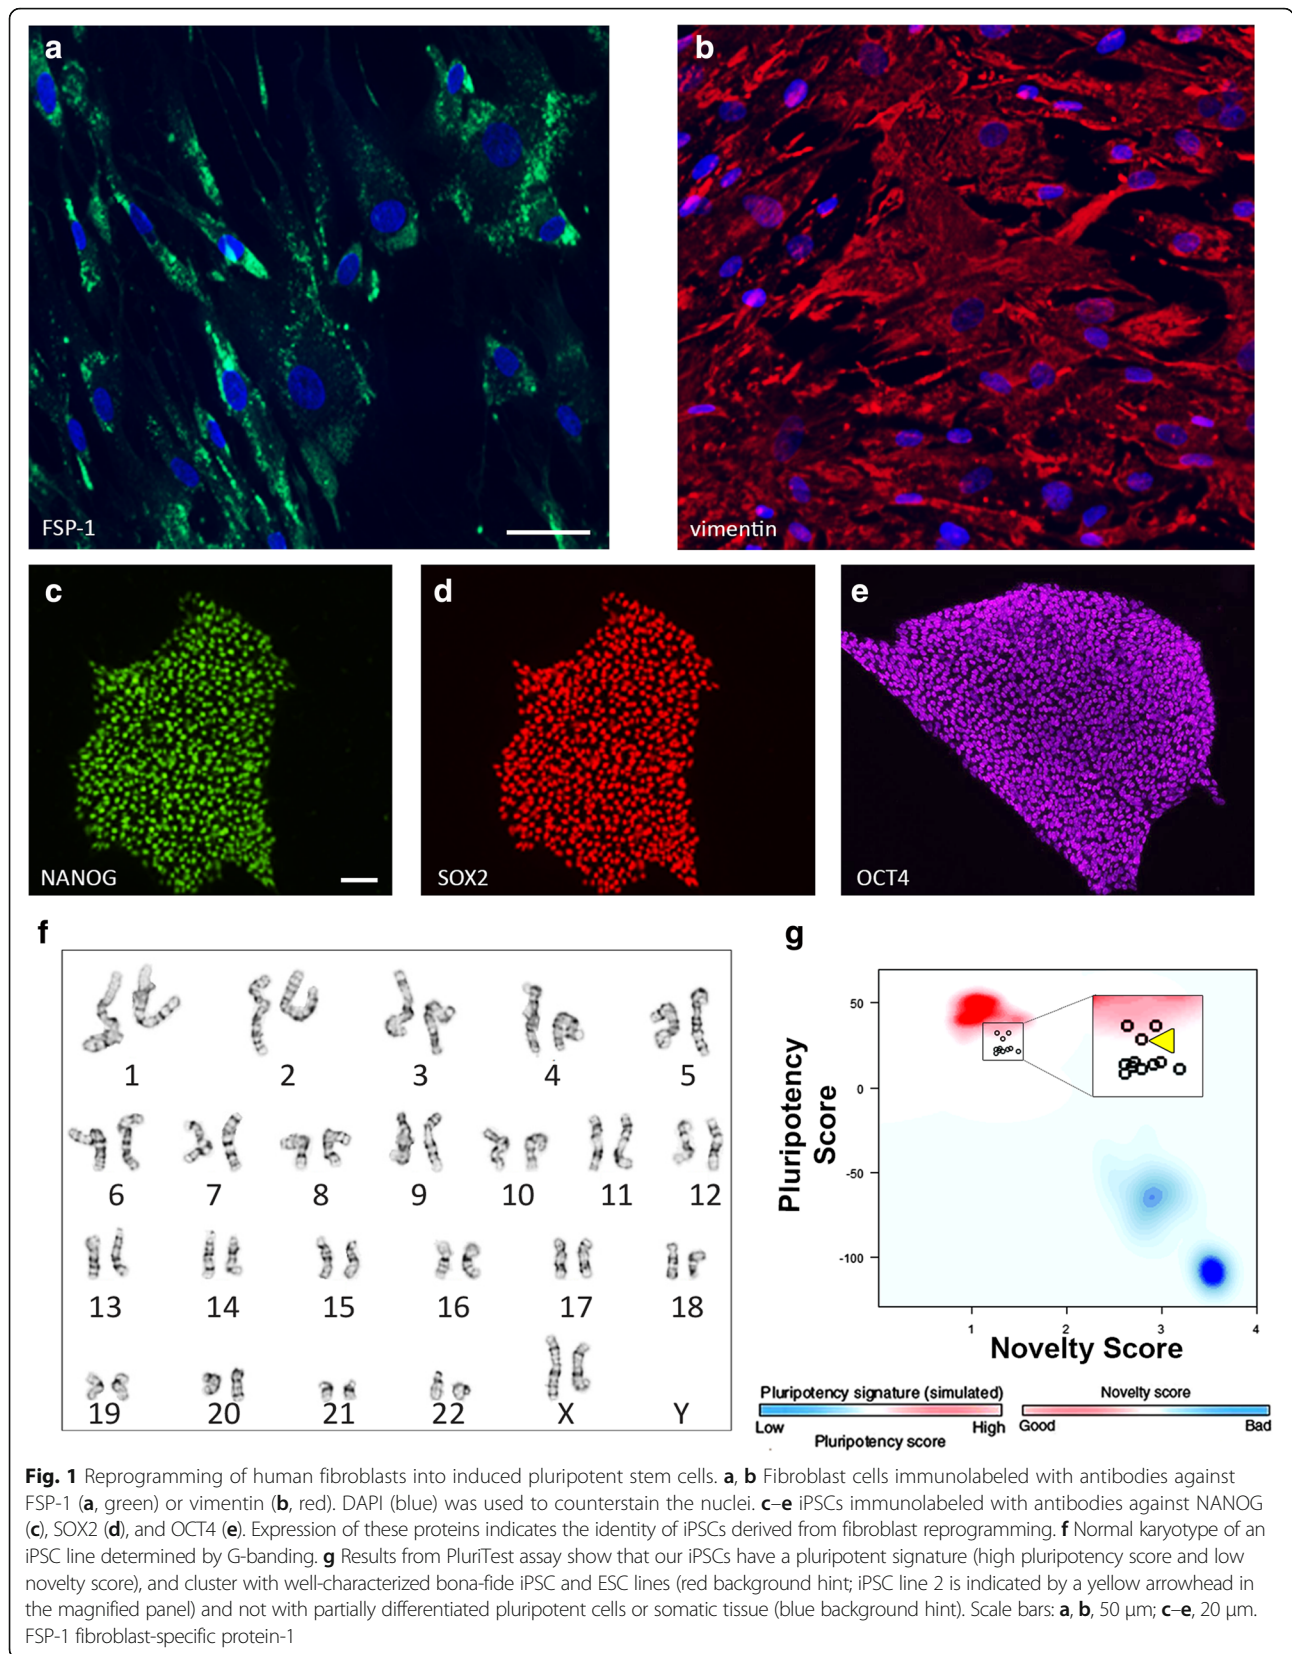 a
b
FSP-1
vimentin
c
d
e
NANOG
SOX2
OCT4
f
1 2 3 4 5
6 7 8 9 10 11 12
13 14 15 16 17 18
19 20 21 22 X Y
g
Pluripotency
Score
50
0
-50
-100
1 2 3 4
Novelty Score
Pluripotency signature (simulated)
Low High
Pluripotency score
Novelty score
Good Bad
Fig. 1 Reprogramming of human fibroblasts into induced pluripotent stem cells. a, b Fibroblast cells immunolabeled with antibodies against
FSP-1 (a, green) or vimentin (b, red). DAPI (blue) was used to counterstain the nuclei. c–e iPSCs immunolabeled with antibodies against NANOG
(c), SOX2 (d), and OCT4 (e). Expression of these proteins indicates the identity of iPSCs derived from fibroblast reprogramming. f Normal karyotype of an
iPSC line determined by G-banding. g Results from PluriTest assay show that our iPSCs have a pluripotent signature (high pluripotency score and low
novelty score), and cluster with well-characterized bona-fide iPSC and ESC lines (red background hint; iPSC line 2 is indicated by a yellow arrowhead in
the magnified panel) and not with partially differentiated pluripotent cells or somatic tissue (blue background hint). Scale bars: a, b, 50 μm; c–e, 20 μm.
FSP-1 fibroblast-specific protein-1